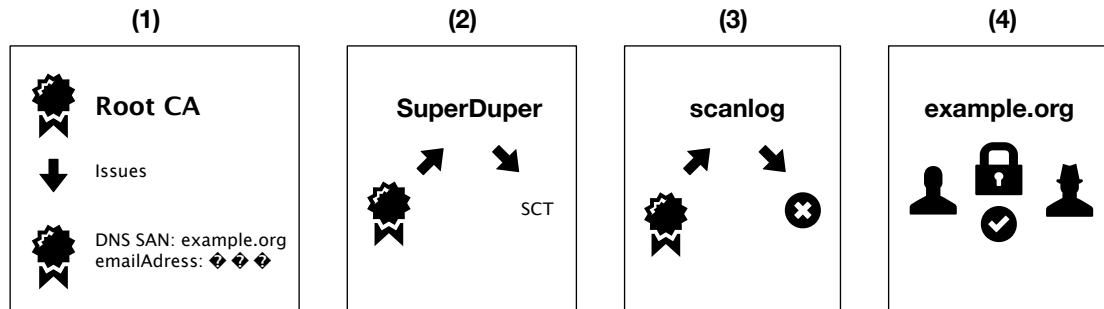 (1)
(2)
(3)
(4)
Root CA
Issues
DNS SAN: example.org
emailAdress: � � �
SuperDuper
SCT
scanlog
example.org